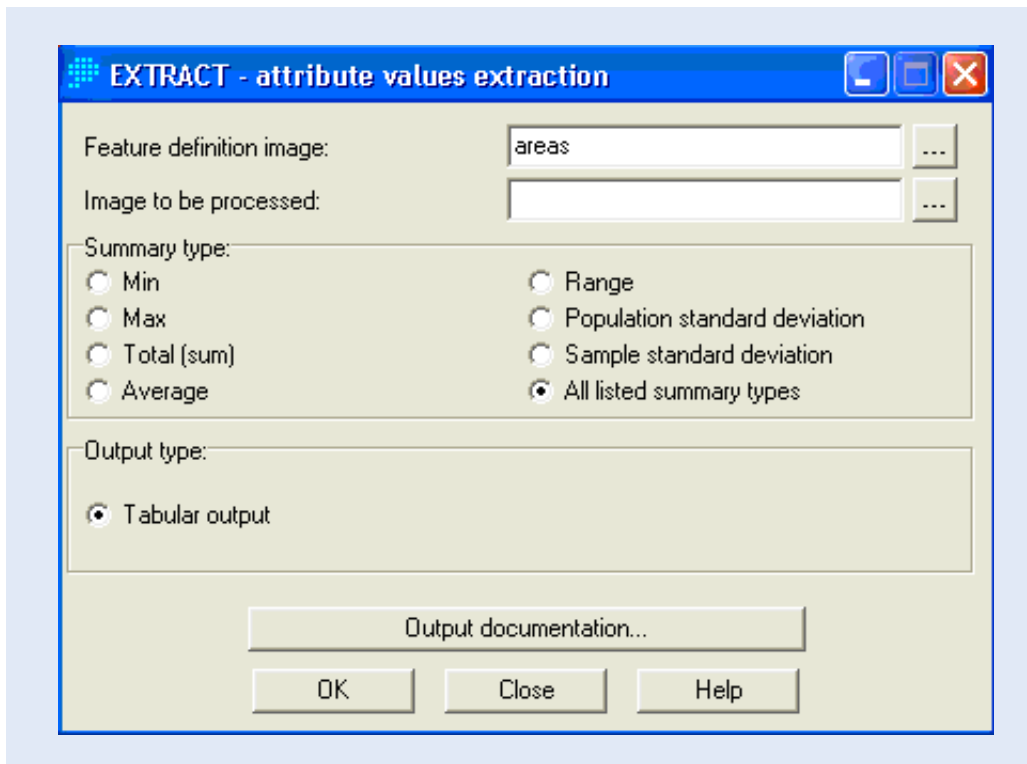 EXTRACT - attribute values extraction
Feature definition image: areas ...
Image to be processed: ...
Summary type:
Min
Max
Total (sum)
Average
Range
Population standard deviation
Sample standard deviation
All listed summary types
Output type:
Tabular output
Output documentation...
OK Close Help